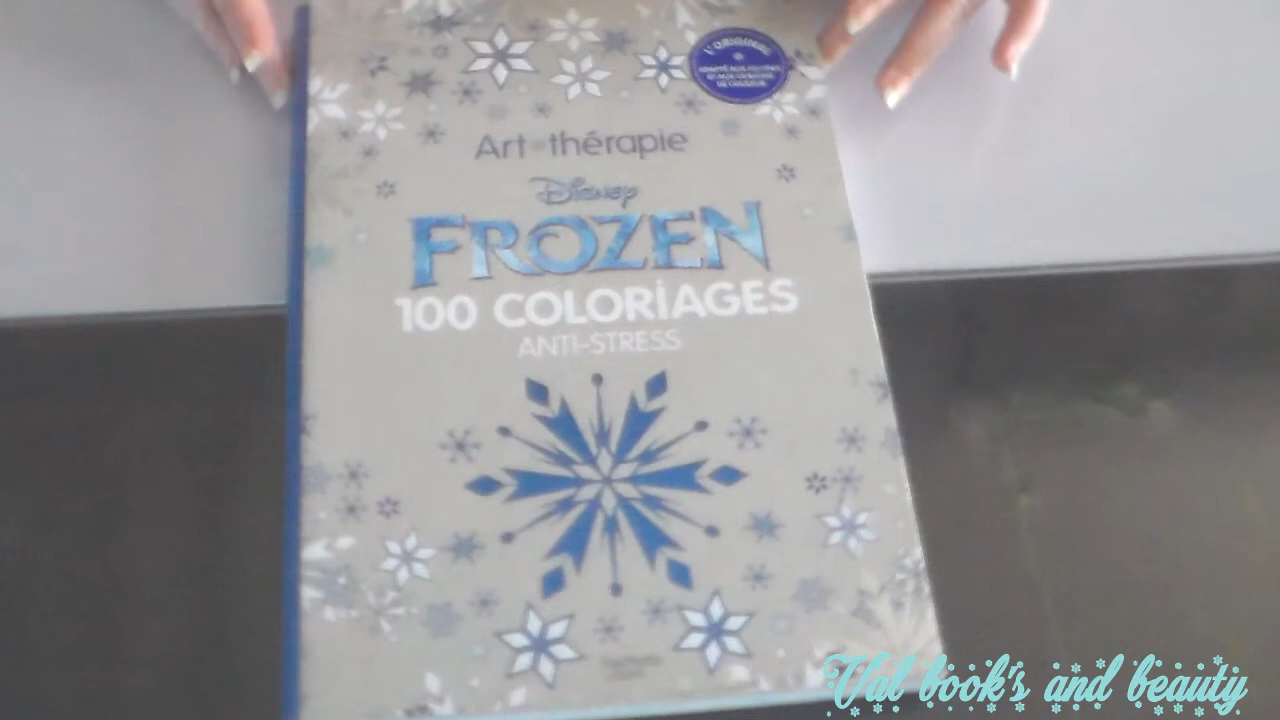 L'ORIGINAL
Art-thérapie
Disney
FROZEN
100 COLORIAGES
ANTI-STRESS
Val book's and beauty